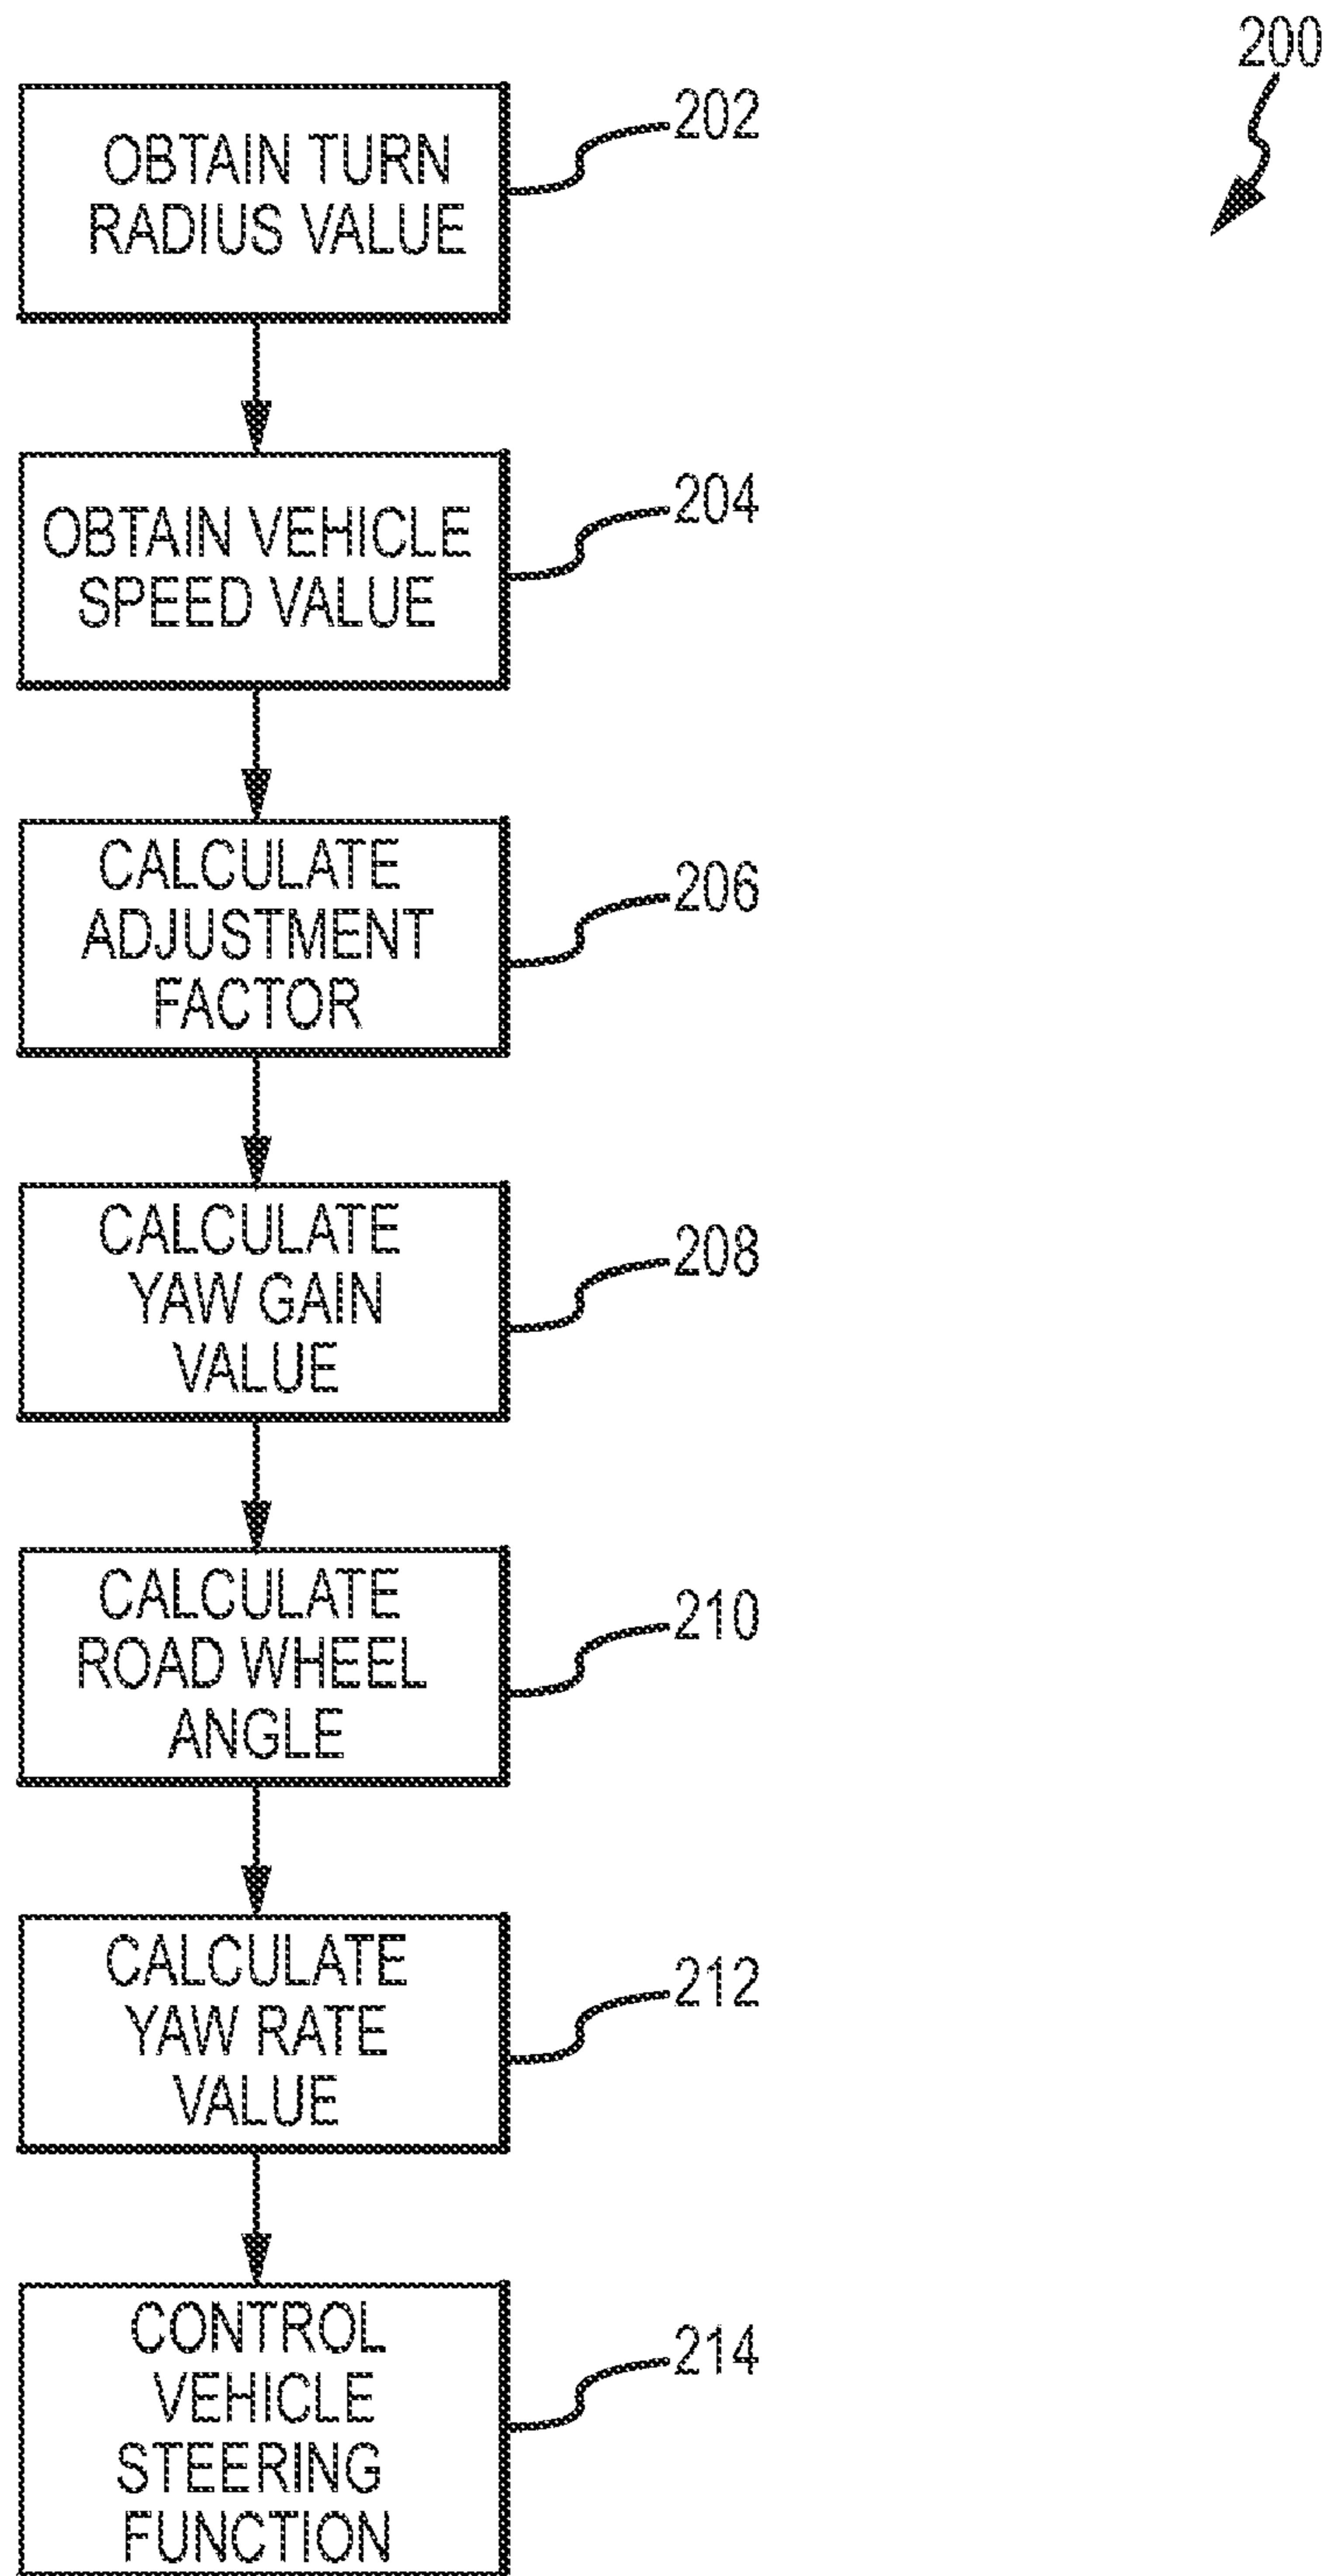 200
OBTAIN TURN
RADIUS VALUE
202
OBTAIN VEHICLE
SPEED VALUE
204
CALCULATE
ADJUSTMENT
FACTOR
206
CALCULATE
YAW GAIN
VALUE
208
CALCULATE
ROAD WHEEL
ANGLE
210
CALCULATE
YAW RATE
VALUE
212
CONTROL
VEHICLE
STEERING
FUNCTION
214